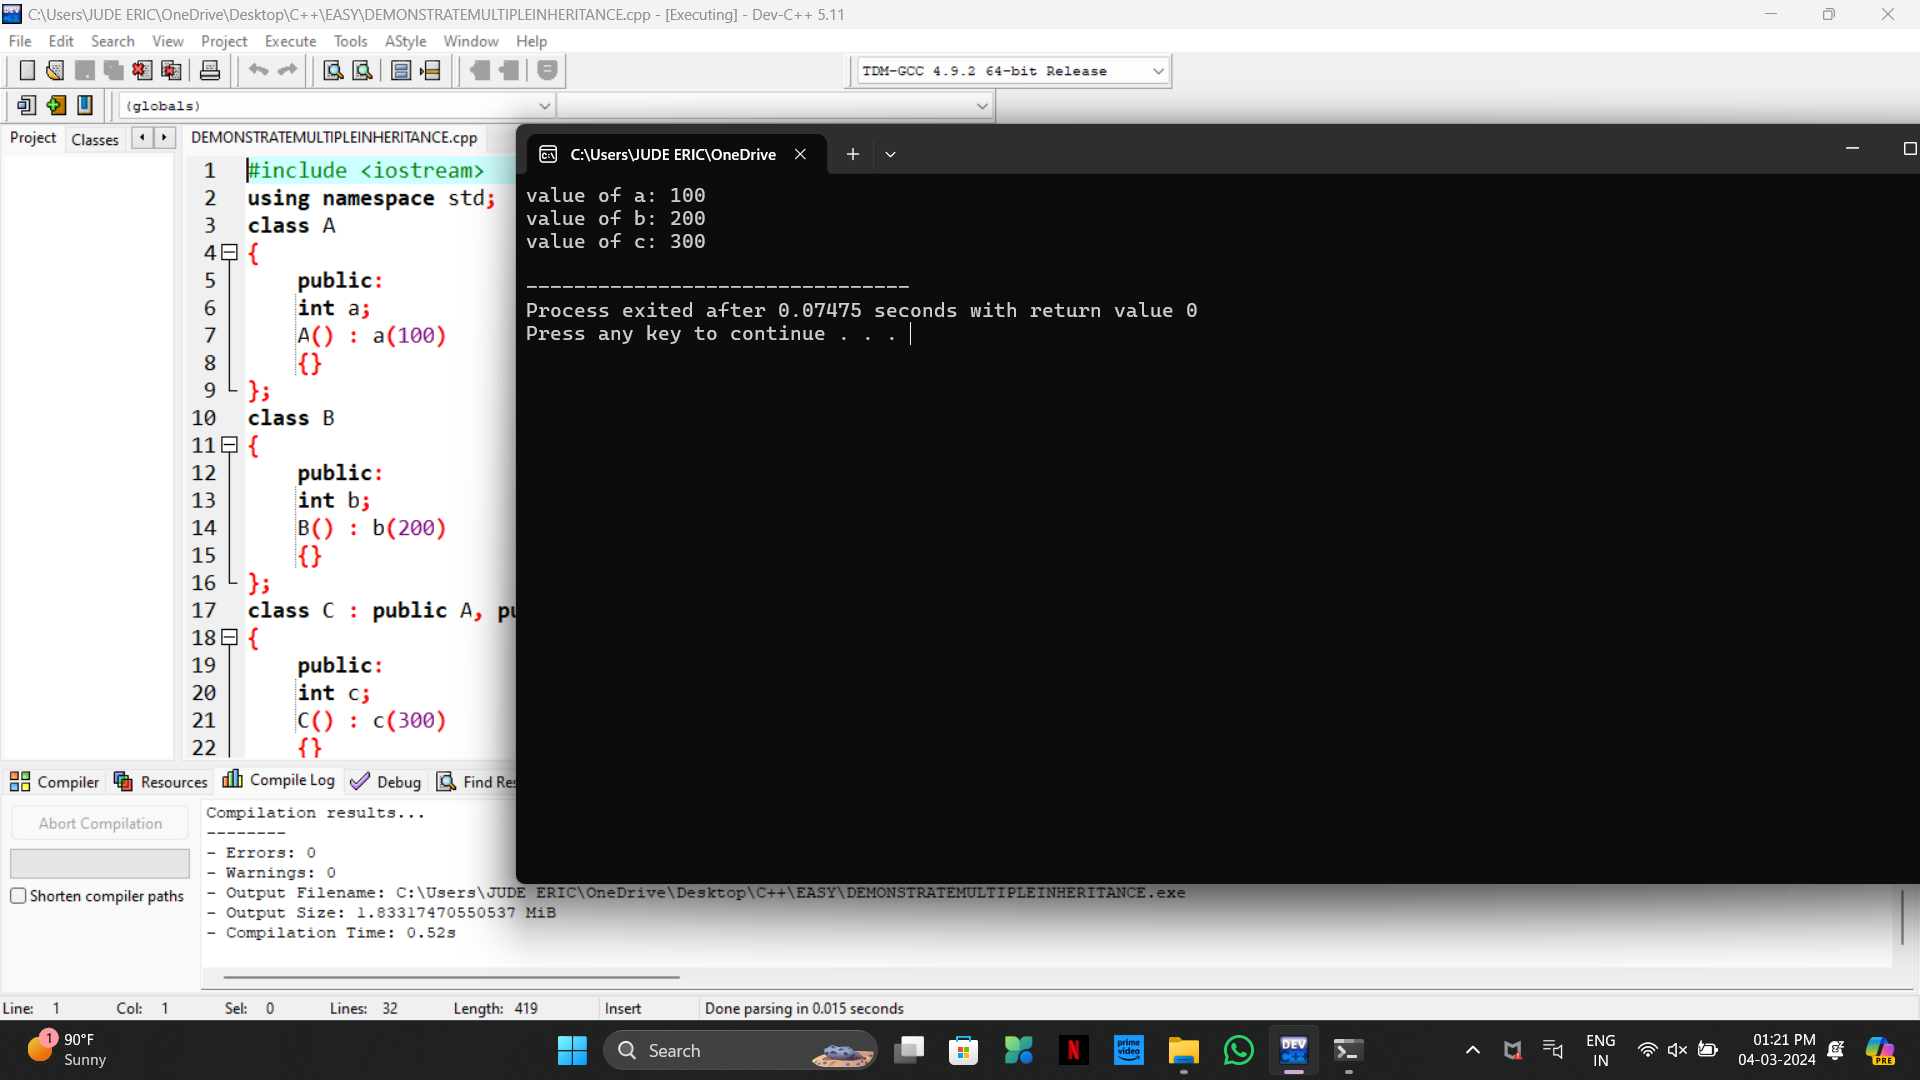 C:\Users\JUDE ERIC\OneDrive\Desktop\C++\EASY\DEMONSTRATEMULTIPLEINHERITANCE.cpp - [Executing] - Dev-C++ 5.11
File Edit Search View Project Execute Tools AStyle Window Help
TDM-GCC 4.9.2 64-bit Release
(globals)
Project Classes
DEMONSTRATEMULTIPLEINHERITANCE.cpp
1 #include <iostream>
2 using namespace std;
3 class A
4 {
5 public:
6 int a;
7 A() : a(100)
8 {}
9 };
10 class B
11 {
12 public:
13 int b;
14 B() : b(200)
15 {}
16 };
17 class C : public A, pu
18 {
19 public:
20 int c;
21 C() : c(300)
22 {}
C:\Users\JUDE ERIC\OneDrive
value of a: 100
value of b: 200
value of c: 300
--------------------------------
Process exited after 0.07475 seconds with return value 0
Press any key to continue . . .
Compiler Resources Compile Log Debug Find Res
Abort Compilation
Shorten compiler paths
Compilation results...
--------
- Errors: 0
- Warnings: 0
- Output Filename: C:\Users\JUDE ERIC\OneDrive\Desktop\C++\EASY\DEMONSTRATEMULTIPLEINHERITANCE.exe
- Output Size: 1.83317470550537 MiB
- Compilation Time: 0.52s
Line: 1 Col: 1 Sel: 0 Lines: 32 Length: 419 Insert Done parsing in 0.015 seconds
1
90°F
Sunny
Search
prime video
N
DEV C++
ENG
IN
01:21 PM
04-03-2024
PRE